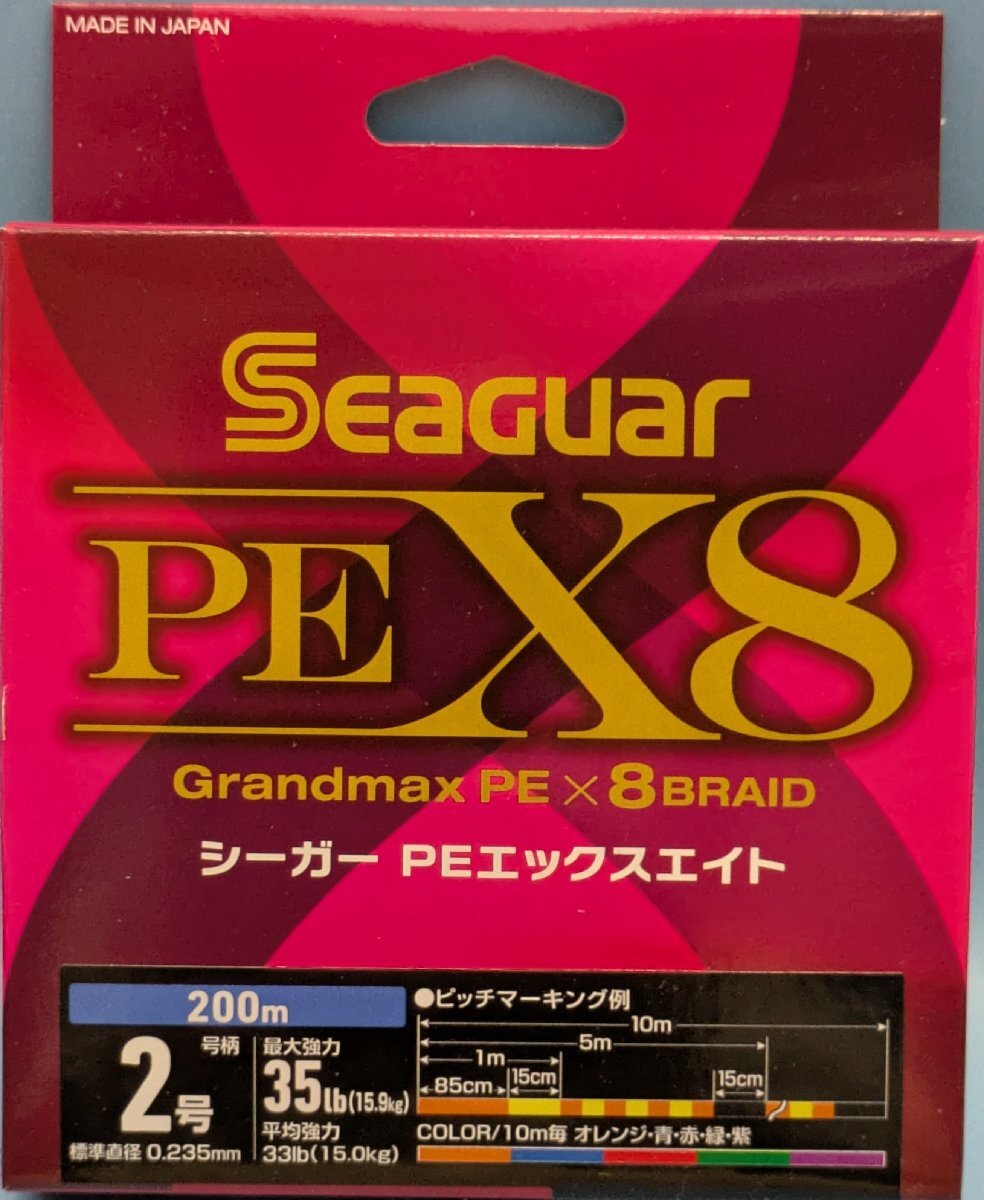 MADE IN JAPAN
Seaguar
PE X8
Grandmax PE × 8 BRAID
シーガー PEエックスエイト
200m
号柄
2号
標準直径 0.235mm
最大強力
35lb(15.9kg)
平均強力
33lb(15.0kg)
●ピッチマーキング例
10m
5m
1m
85cm 15cm 15cm
COLOR/10m毎 オレンジ・青・赤・緑・紫